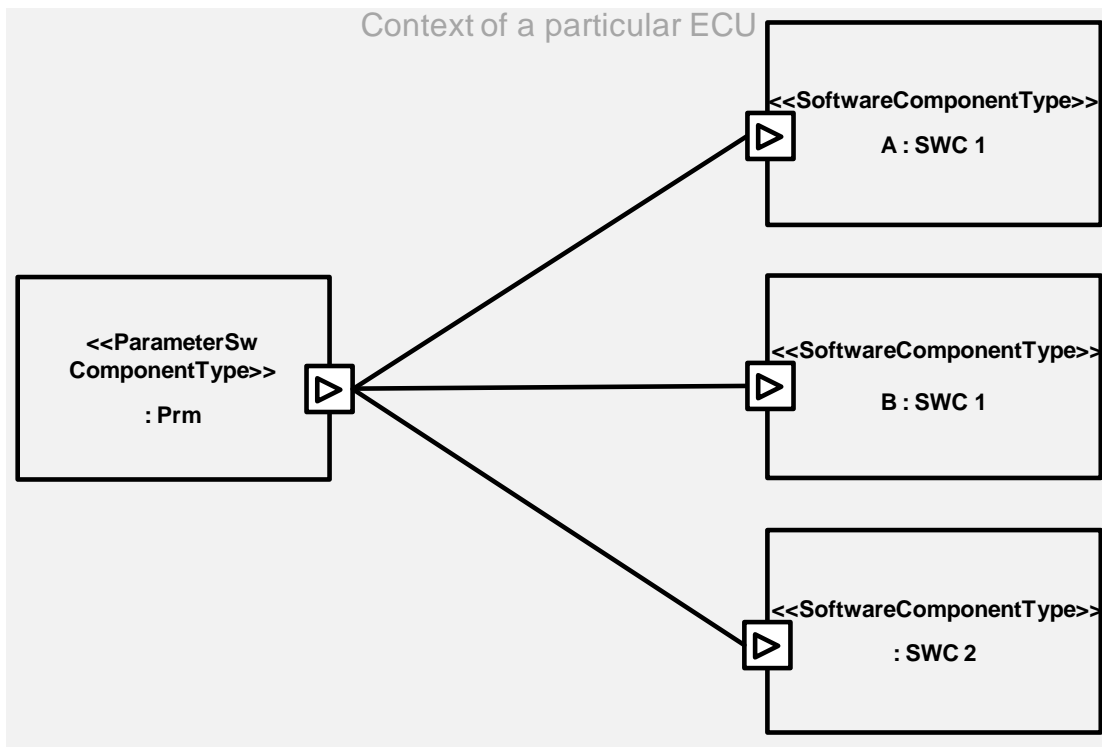 Context of a particular ECU
<<SoftwareComponentType>>
A : SWC 1
<<ParameterSw
ComponentType>>
: Prm
<<SoftwareComponentType>>
B : SWC 1
<<SoftwareComponentType>>
: SWC 2